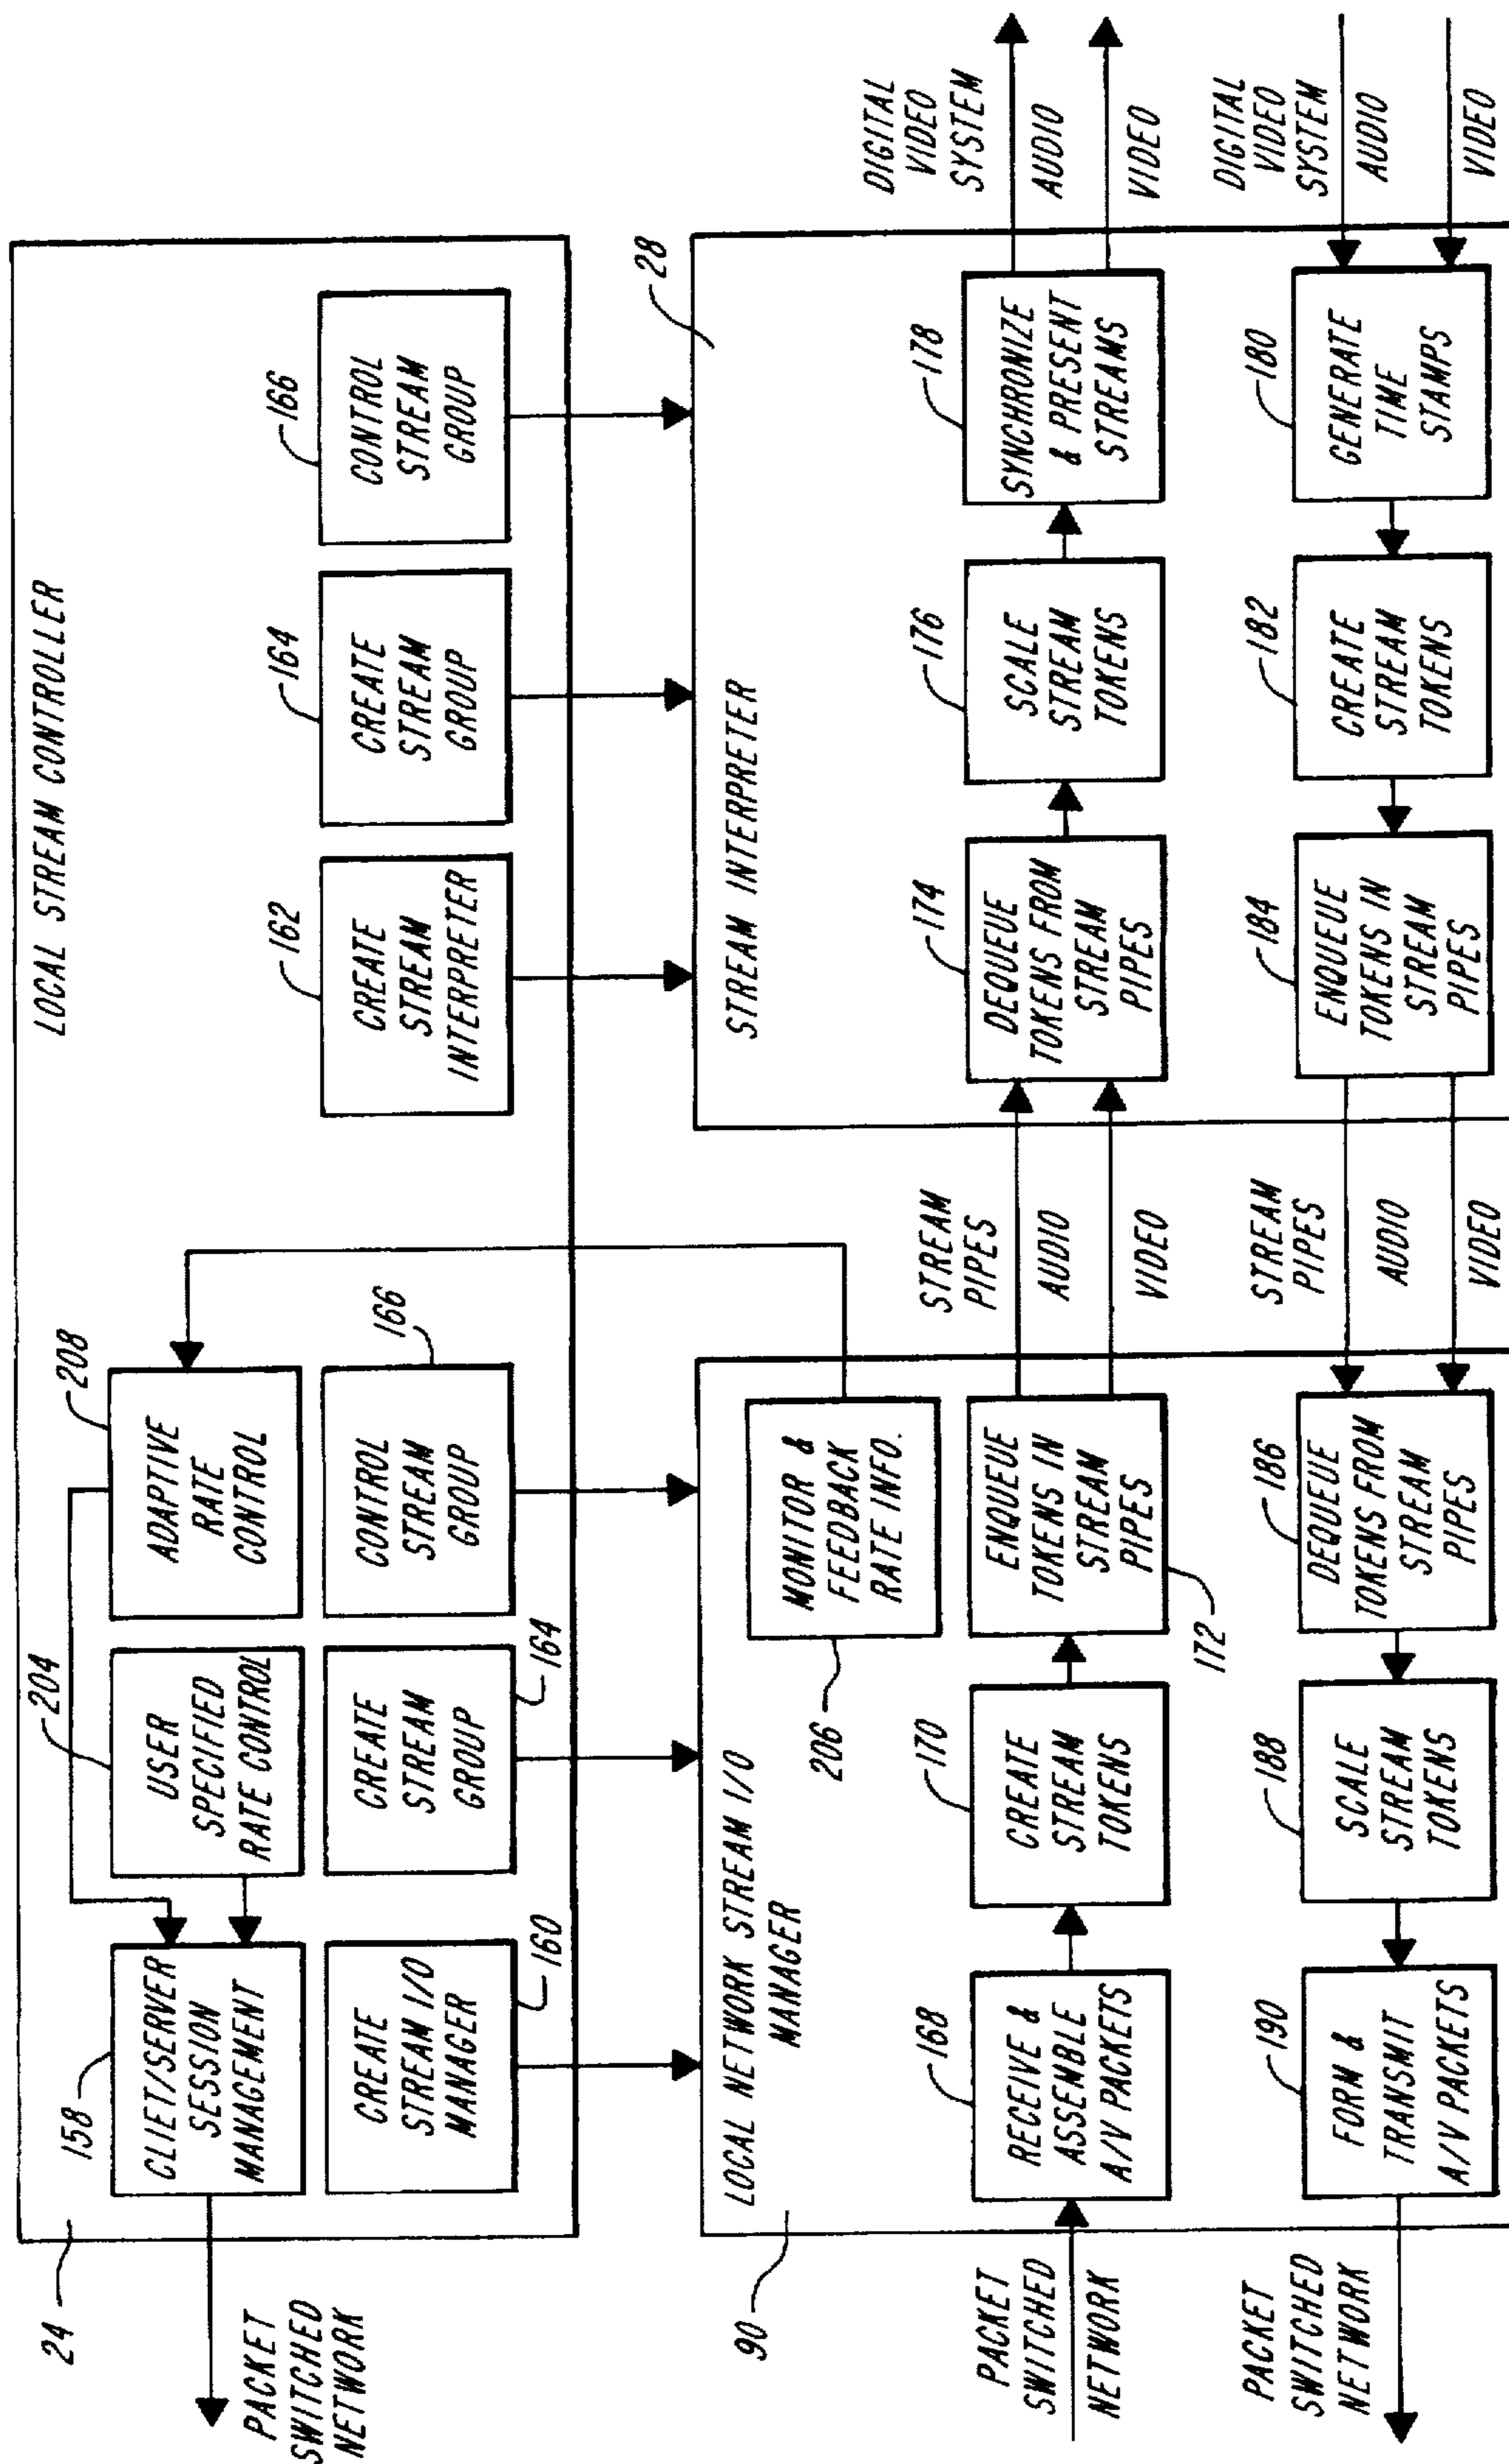 LOCAL STREAM CONTROLLER
24
158
CLIET/SERVER
SESSION
MANAGEMENT
204
USER
SPECIFIED
RATE CONTROL
208
ADAPTIVE
RATE
CONTROL
PACKET
SWITCHED
NETWORK
CREATE
STREAM I/O
MANAGER
160
CREATE
STREAM
GROUP
164
CONTROL
STREAM
GROUP
166
162
CREATE
STREAM
INTERPRETER
164
CREATE
STREAM
GROUP
166
CONTROL
STREAM
GROUP
90
LOCAL NETWORK STREAM I/O
MANAGER
206
MONITOR &
FEEDBACK
RATE INFO.
PACKET
SWITCHED
NETWORK
168
RECEIVE &
ASSEMBLE
A/V PACKETS
170
CREATE
STREAM
TOKENS
ENQUEUE
TOKENS IN
STREAM
PIPES
172
STREAM
PIPES
AUDIO
VIDEO
28
STREAM INTERPRETER
174
DEQUEUE
TOKENS FROM
STREAM
PIPES
176
SCALE
STREAM
TOKENS
178
SYNCHRONIZE
& PRESENT
STREAMS
DIGITAL
VIDEO
SYSTEM
AUDIO
VIDEO
PACKET
SWITCHED
NETWORK
190
FORM &
TRANSMIT
A/V PACKETS
188
SCALE
STREAM
TOKENS
186
DEQUEUE
TOKENS FROM
STREAM
PIPES
STREAM
PIPES
AUDIO
VIDEO
184
ENQUEUE
TOKENS IN
STREAM
PIPES
182
CREATE
STREAM
TOKENS
180
GENERATE
TIME
STAMPS
DIGITAL
VIDEO
SYSTEM
AUDIO
VIDEO